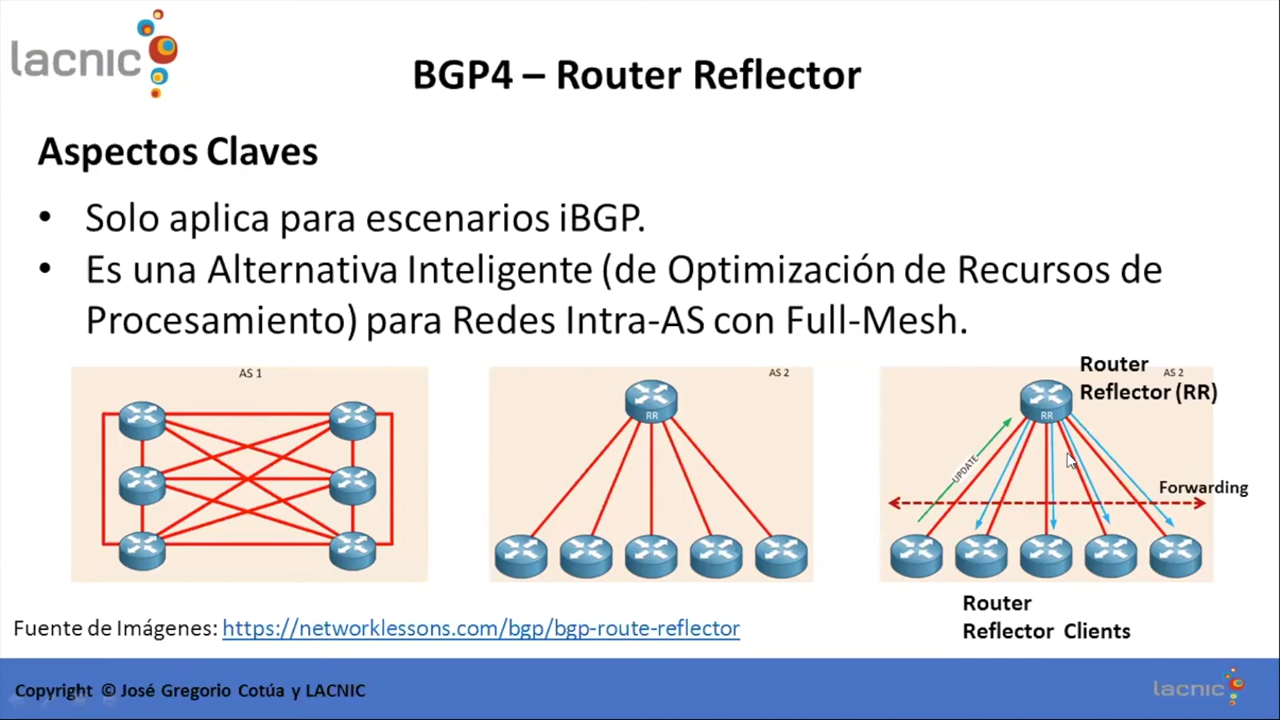 lacnic
BGP4 – Router Reflector
Aspectos Claves
• Solo aplica para escenarios iBGP.
• Es una Alternativa Inteligente (de Optimización de Recursos de
Procesamiento) para Redes Intra-AS con Full-Mesh.
AS 1
AS 2
RR
Router
Reflector (RR)
AS 2
RR
UPDATE
Forwarding
Router
Reflector Clients
Fuente de Imágenes: https://networklessons.com/bgp/bgp-route-reflector
Copyright © José Gregorio Cotúa y LACNIC
lacnic